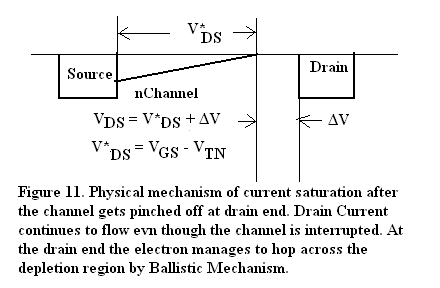 V*DS
Source
Drain
nChannel
VDS = V*DS + ΔV
ΔV
V*DS = VGS - VTN
Figure 11. Physical mechanism of current saturation after
the channel gets pinched off at drain end. Drain Current
continues to flow evn though the channel is interrupted. At
the drain end the electron manages to hop across the
depletion region by Ballistic Mechanism.